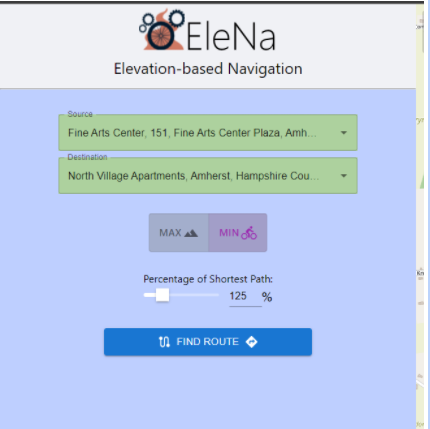 EleNa
Elevation-based Navigation
Source
Fine Arts Center, 151, Fine Arts Center Plaza, Amh...
Destination
North Village Apartments, Amherst, Hampshire Cou...
MAX MIN
Percentage of Shortest Path:
125 %
FIND ROUTE